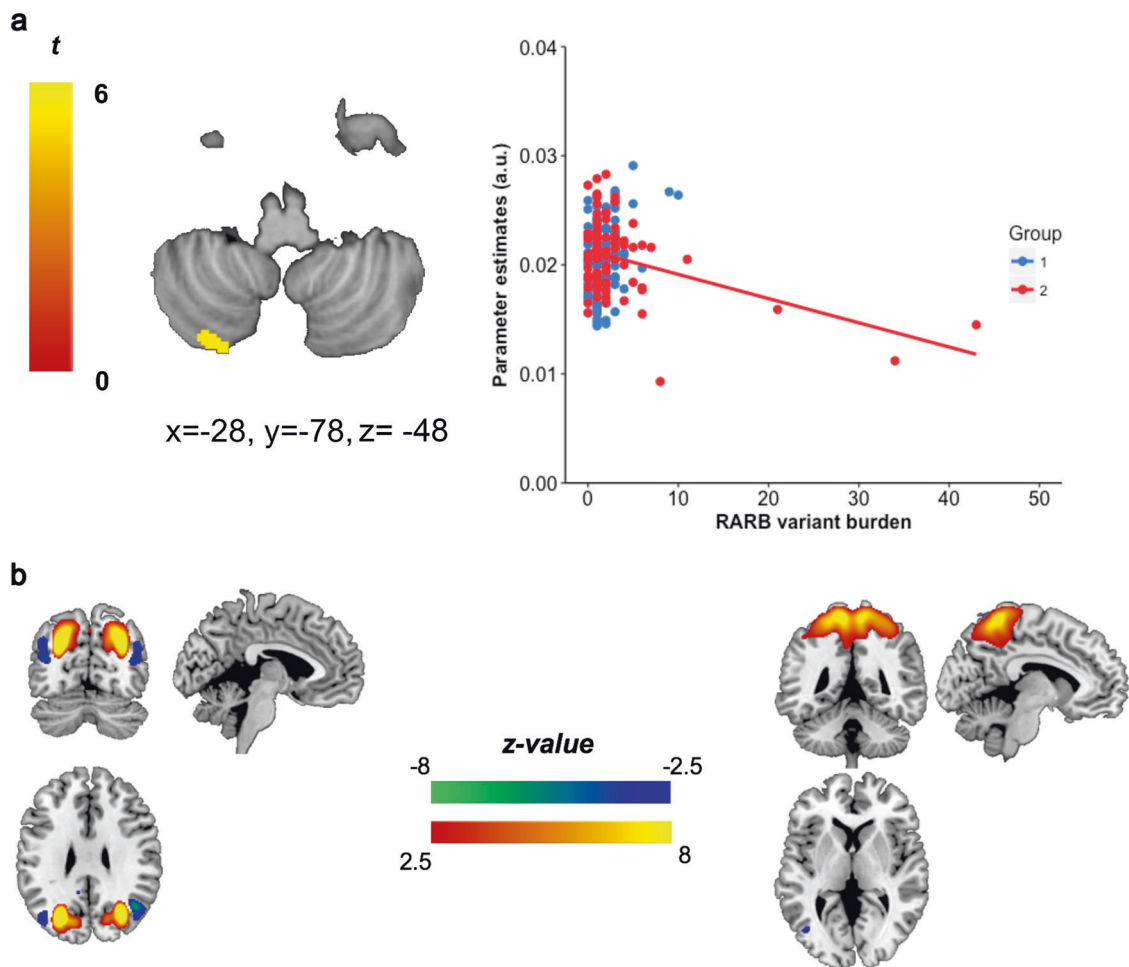 a
t
6
0
x=-28, y=-78, z= -48
Parameter estimates (a.u.)
0.04
0.03
0.02
0.01
0.00
0 10 20 30 40 50
RARB variant burden
Group
1
2
b
z-value
-8 -2.5
2.5 8